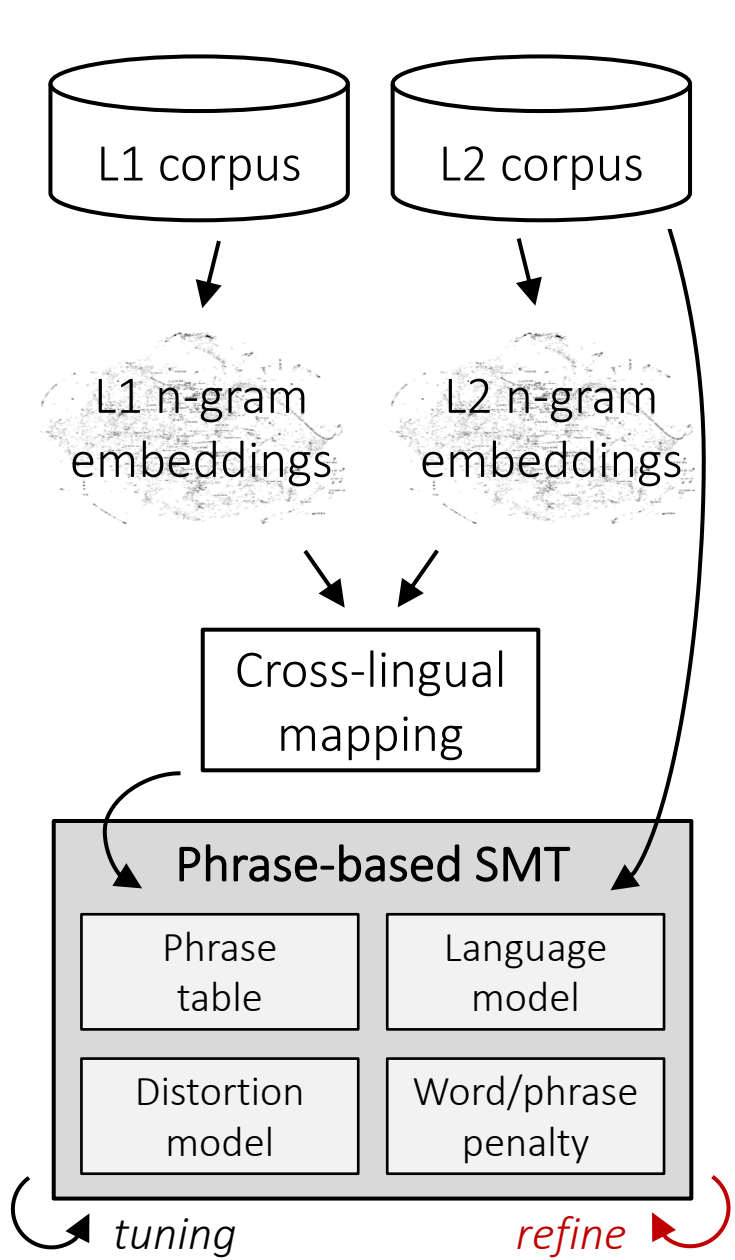 L1 corpus
L2 corpus
L1 n-gram
embeddings
L2 n-gram
embeddings
Cross-lingual
mapping
Phrase-based SMT
Phrase
table
Language
model
Distortion
model
Word/phrase
penalty
tuning
refine